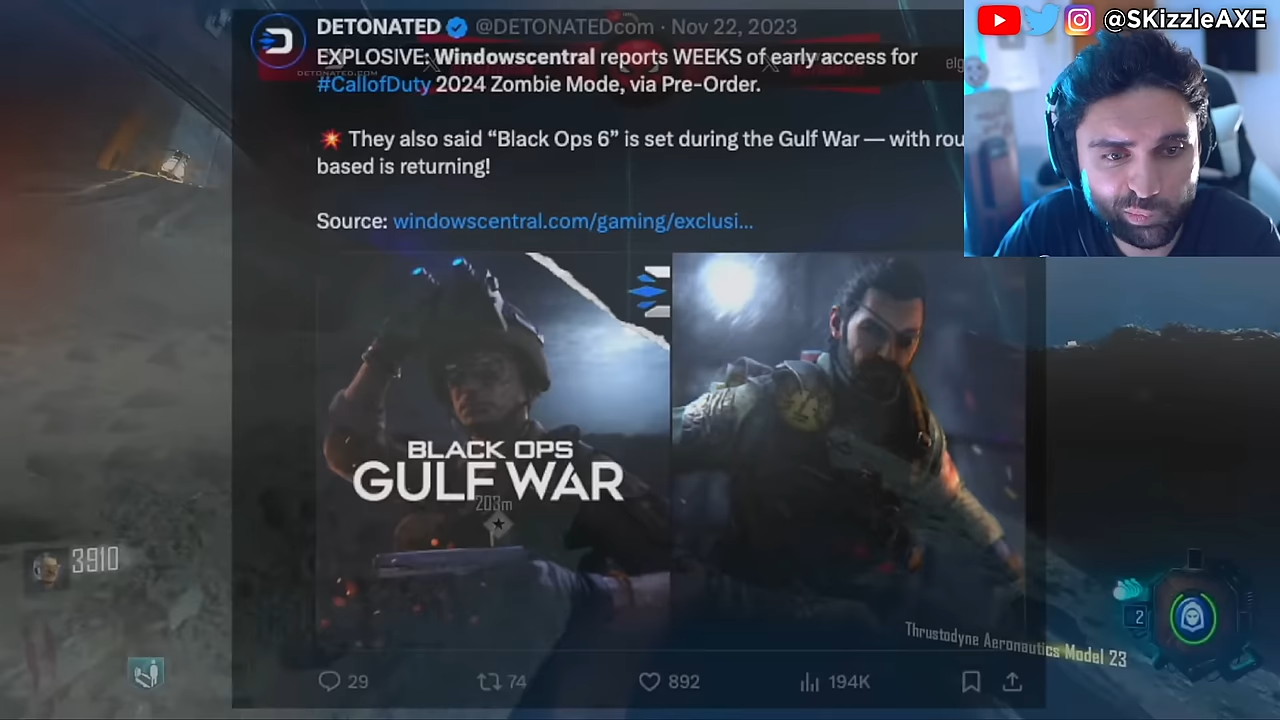 DETONATED @DETONATEDcom · Nov 22, 2023
@SKizzleAXE
EXPLOSIVE: Windowscentral reports WEEKS of early access for
#CallofDuty 2024 Zombie Mode, via Pre-Order.
DETONATED.COM
💥 They also said “Black Ops 6” is set during the Gulf War — with rou
based is returning!
Source: windowscentral.com/gaming/exclusi...
BLACK OPS
GULF WAR
203m
3910
2
Thrustodyne Aeronautics Model 23
29 74 892 194K